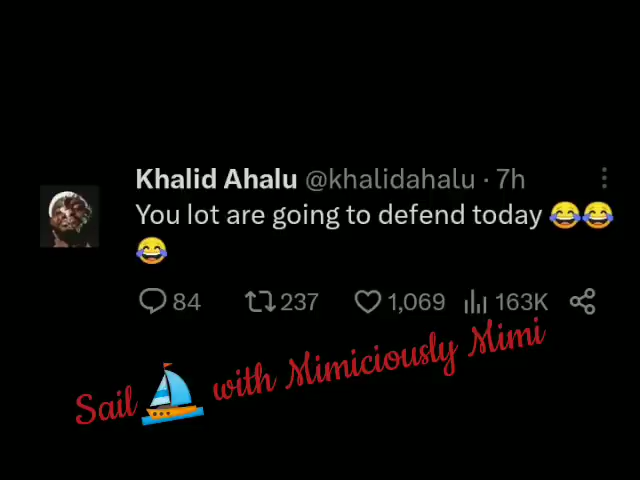 Khalid Ahalu @khalidahalu · 7h
You lot are going to defend today 😂😂
😂
84 237 1,069 163K
Sail ⛵ with Mimiciously Mimi